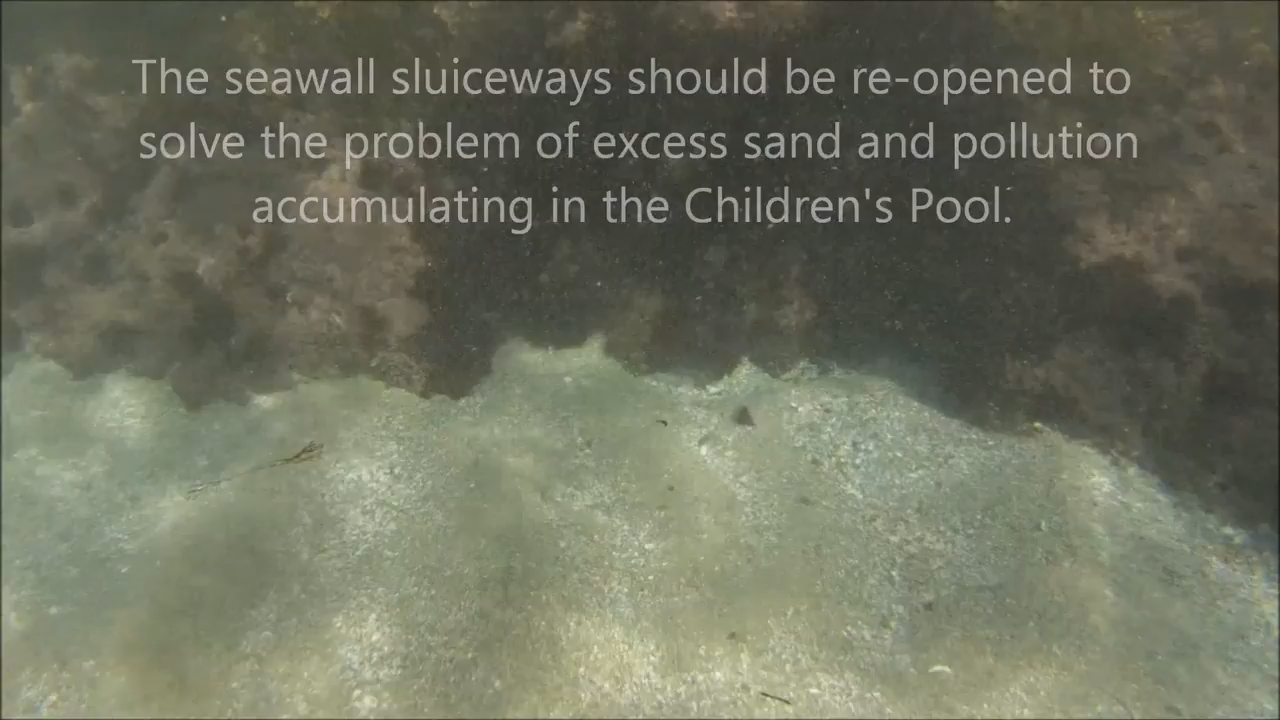 The seawall sluiceways should be re-opened to
solve the problem of excess sand and pollution
accumulating in the Children's Pool.